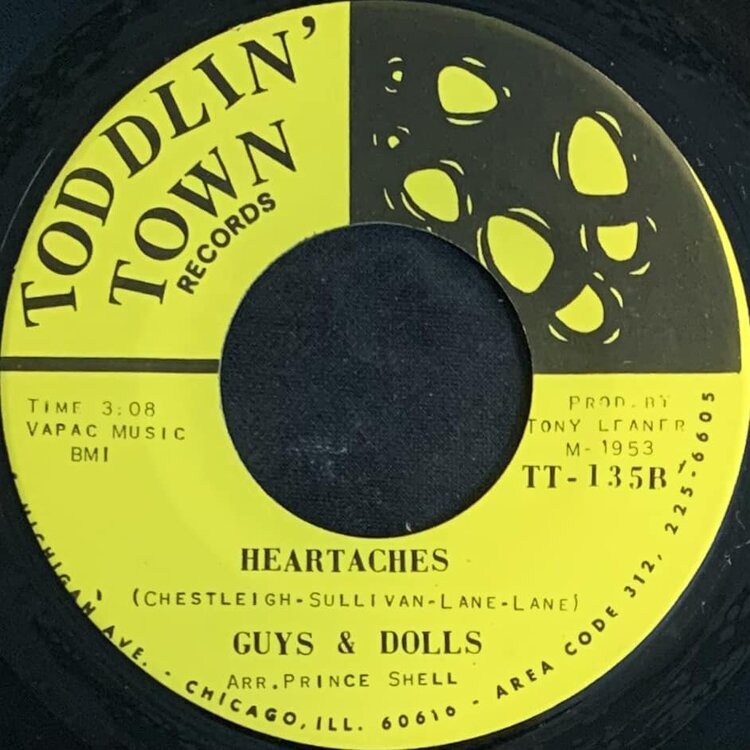 TODDLIN'
TOWN
RECORDS
TIME 3:08
VAPAC MUSIC
BMI
PROD. BY
TONY LEANER
M-1953
TT-135B
HEARTACHES
(CHESTLEIGH-SULLIVAN-LANE-LANE)
GUYS & DOLLS
ARR. PRINCE SHELL
MICHIGAN AVE. - CHICAGO, ILL. 60616 - AREA CODE 312, 225-6605